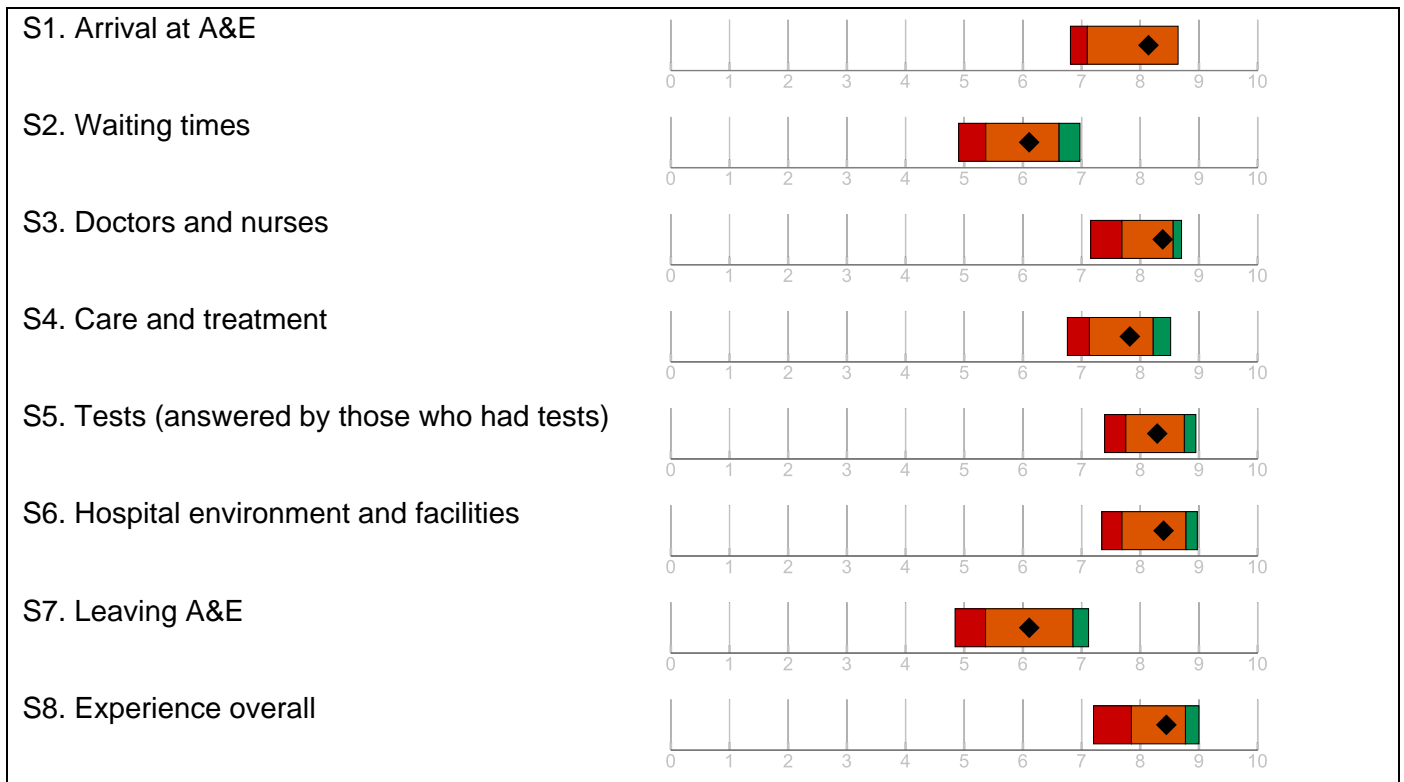 S1. Arrival at A&E
0 1 2 3 4 5 6 7 8 9 10
S2. Waiting times
0 1 2 3 4 5 6 7 8 9 10
S3. Doctors and nurses
0 1 2 3 4 5 6 7 8 9 10
S4. Care and treatment
0 1 2 3 4 5 6 7 8 9 10
S5. Tests (answered by those who had tests)
0 1 2 3 4 5 6 7 8 9 10
S6. Hospital environment and facilities
0 1 2 3 4 5 6 7 8 9 10
S7. Leaving A&E
0 1 2 3 4 5 6 7 8 9 10
S8. Experience overall
0 1 2 3 4 5 6 7 8 9 10